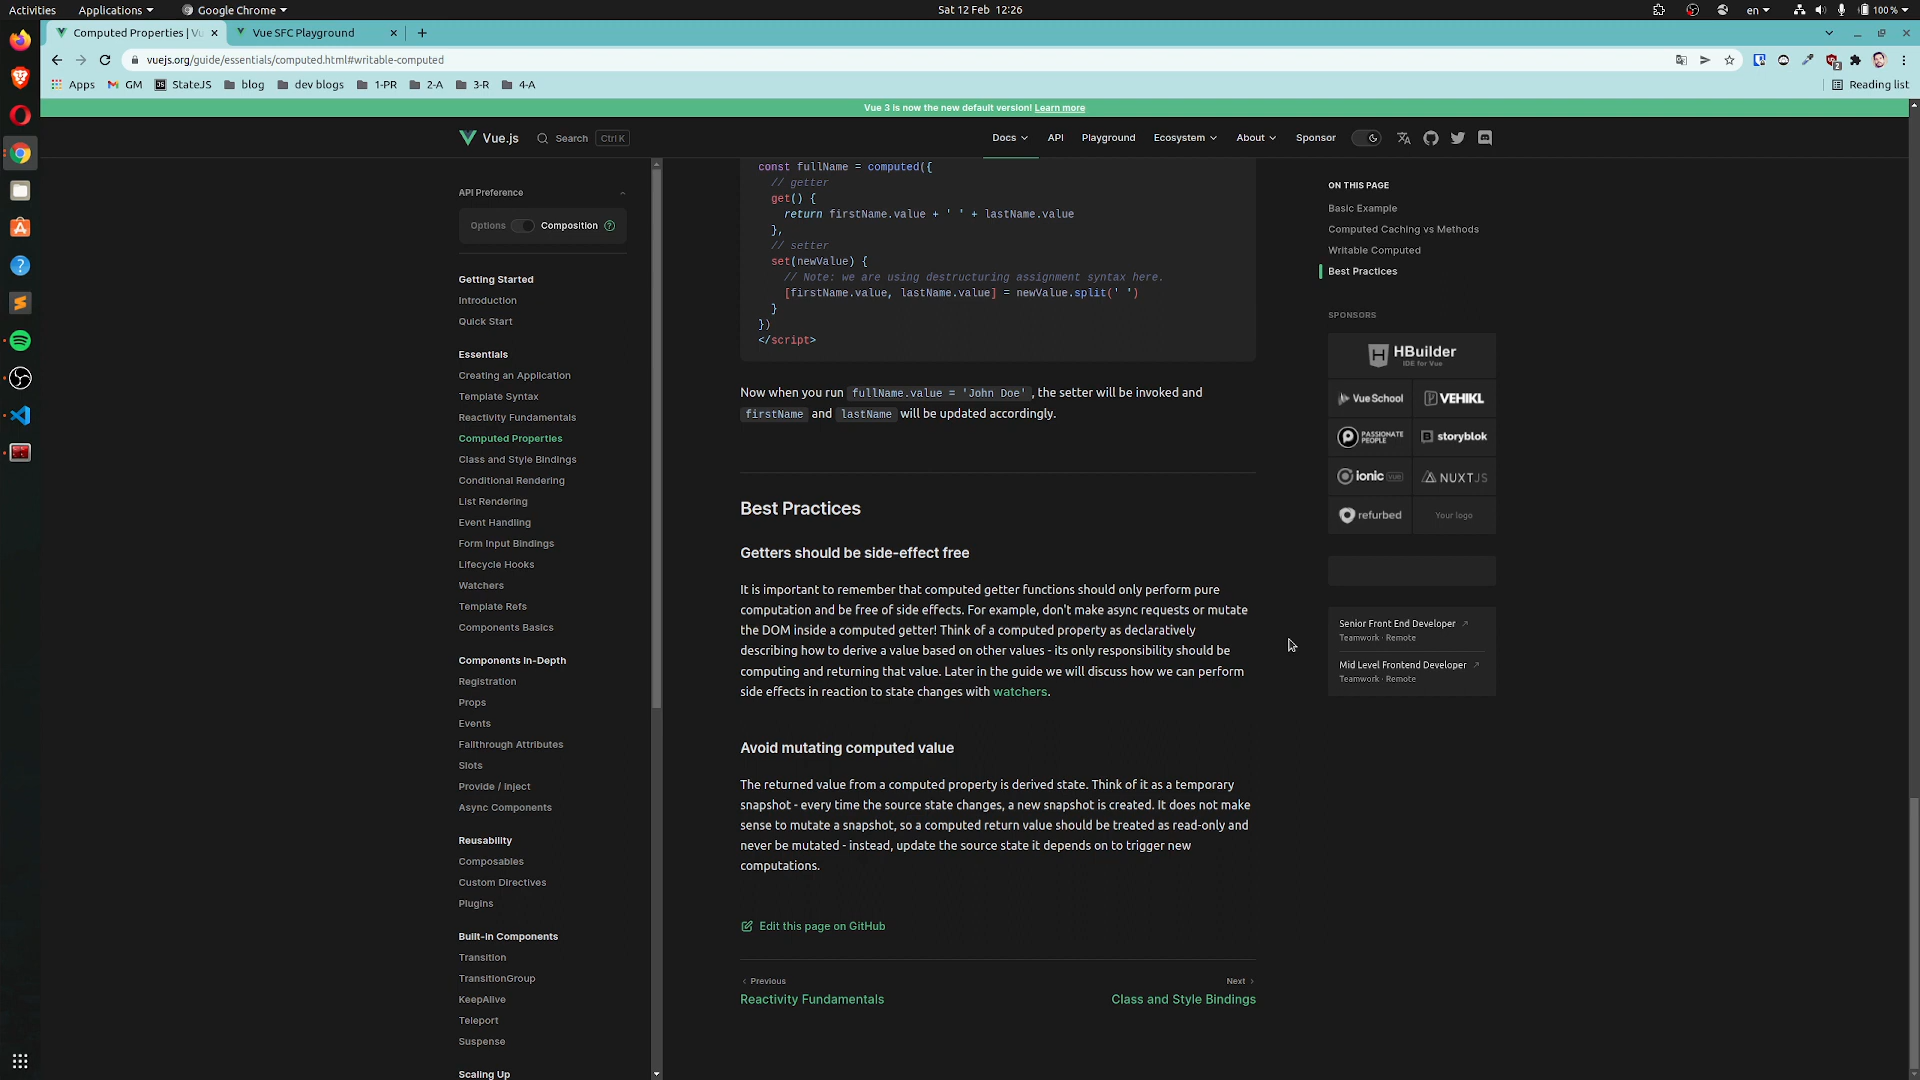 Activities
Applications
Google Chrome
Sat 12 Feb  12:26
en
100 %
Computed Properties | Vu
Vue SFC Playground
vuejs.org/guide/essentials/computed.html#writable-computed
Apps
GM
StateJS
blog
dev blogs
1-PR
2-A
3-R
4-A
Reading list
Vue 3 is now the new default version! Learn more
Vue.js
Search
Ctrl K
Docs
API
Playground
Ecosystem
About
Sponsor
API Preference
Options
Composition
Getting Started
Introduction
Quick Start
Essentials
Creating an Application
Template Syntax
Reactivity Fundamentals
Computed Properties
Class and Style Bindings
Conditional Rendering
List Rendering
Event Handling
Form Input Bindings
Lifecycle Hooks
Watchers
Template Refs
Components Basics
Components In-Depth
Registration
Props
Events
Fallthrough Attributes
Slots
Provide / inject
Async Components
Reusability
Composables
Custom Directives
Plugins
Built-in Components
Transition
TransitionGroup
KeepAlive
Teleport
Suspense
Scaling Up
const fullName = computed({
// getter
get() {
return firstName.value + ' ' + lastName.value
},
// setter
set(newValue) {
// Note: we are using destructuring assignment syntax here.
[firstName.value, lastName.value] = newValue.split(' ')
}
})
</script>
Now when you run fullName.value = 'John Doe', the setter will be invoked and
firstName and lastName will be updated accordingly.
Best Practices
Getters should be side-effect free
It is important to remember that computed getter functions should only perform pure
computation and be free of side effects. For example, don't make async requests or mutate
the DOM inside a computed getter! Think of a computed property as declaratively
describing how to derive a value based on other values - its only responsibility should be
computing and returning that value. Later in the guide we will discuss how we can perform
side effects in reaction to state changes with watchers.
Avoid mutating computed value
The returned value from a computed property is derived state. Think of it as a temporary
snapshot - every time the source state changes, a new snapshot is created. It does not make
sense to mutate a snapshot, so a computed return value should be treated as read-only and
never be mutated - instead, update the source state it depends on to trigger new
computations.
Edit this page on GitHub
Previous
Reactivity Fundamentals
Next
Class and Style Bindings
ON THIS PAGE
Basic Example
Computed Caching vs Methods
Writable Computed
Best Practices
SPONSORS
HBuilder
IDE for Vue
Vue School
VEHIKL
PASSIONATE
PEOPLE
storyblok
ionic vue
NUXTJS
refurbed
Your logo
Senior Front End Developer
Teamwork · Remote
Mid Level Frontend Developer
Teamwork · Remote